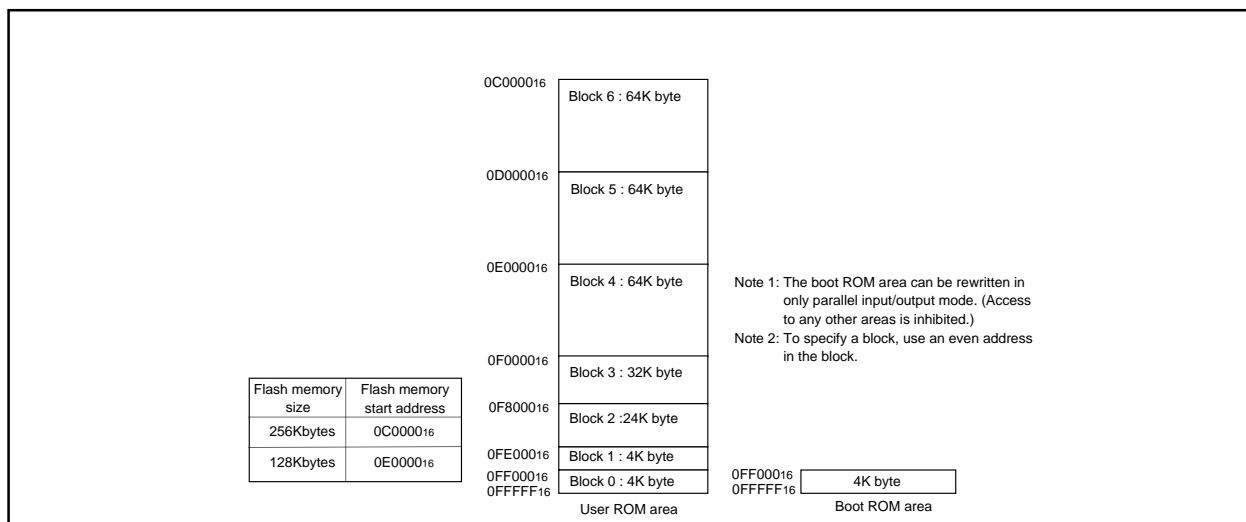 0C000016
Block 6 : 64K byte
0D000016
Block 5 : 64K byte
0E000016
Block 4 : 64K byte
Note 1: The boot ROM area can be rewritten in
only parallel input/output mode. (Access
to any other areas is inhibited.)
Note 2: To specify a block, use an even address
in the block.
0F000016
Block 3 : 32K byte
Flash memory size
Flash memory start address
256Kbytes
0C000016
128Kbytes
0E000016
0F800016
Block 2 :24K byte
0FE00016
Block 1 : 4K byte
0FF00016
Block 0 : 4K byte
0FFFFF16
User ROM area
0FF00016
4K byte
0FFFFF16
Boot ROM area